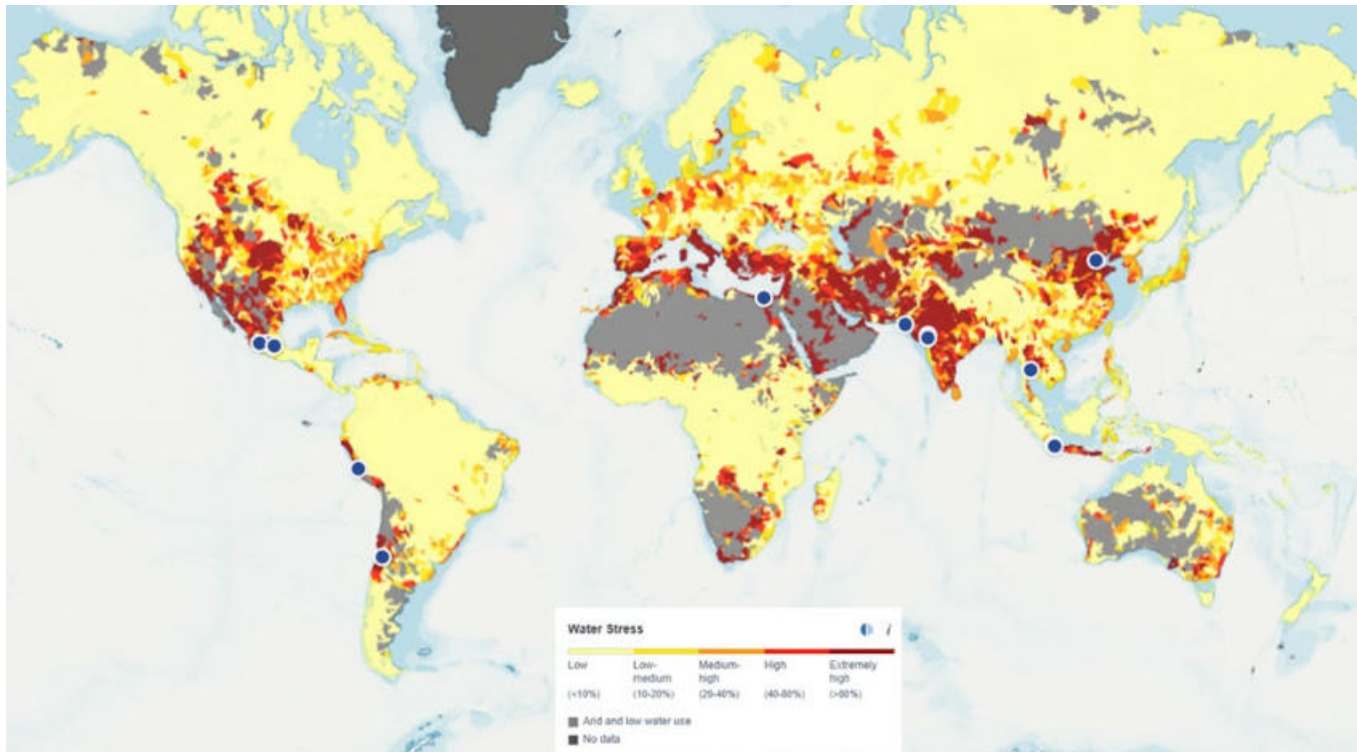 Water Stress i
Low Low- Medium- High Extremely
medium high high
(<10%) (10-20%) (20-40%) (40-80%) (>80%)
Arid and low water use
No data